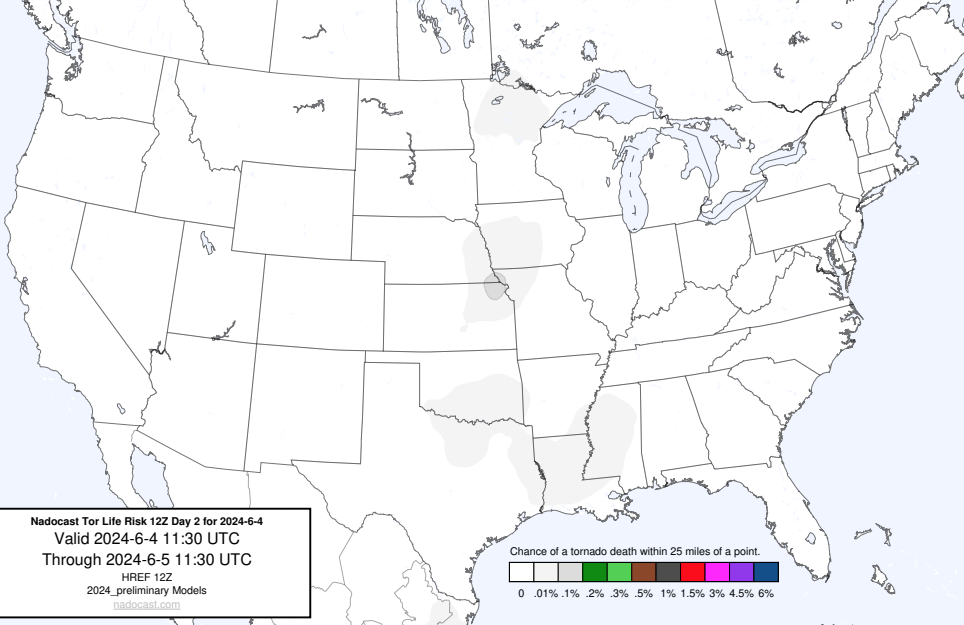 Nadocast Tor Life Risk 12Z Day 2 for 2024-6-4
Valid 2024-6-4 11:30 UTC
Through 2024-6-5 11:30 UTC
HREF 12Z
2024_preliminary Models
nadocast.com
Chance of a tornado death within 25 miles of a point.
0 .01% .1% .2% .3% .5% 1% 1.5% 3% 4.5% 6%